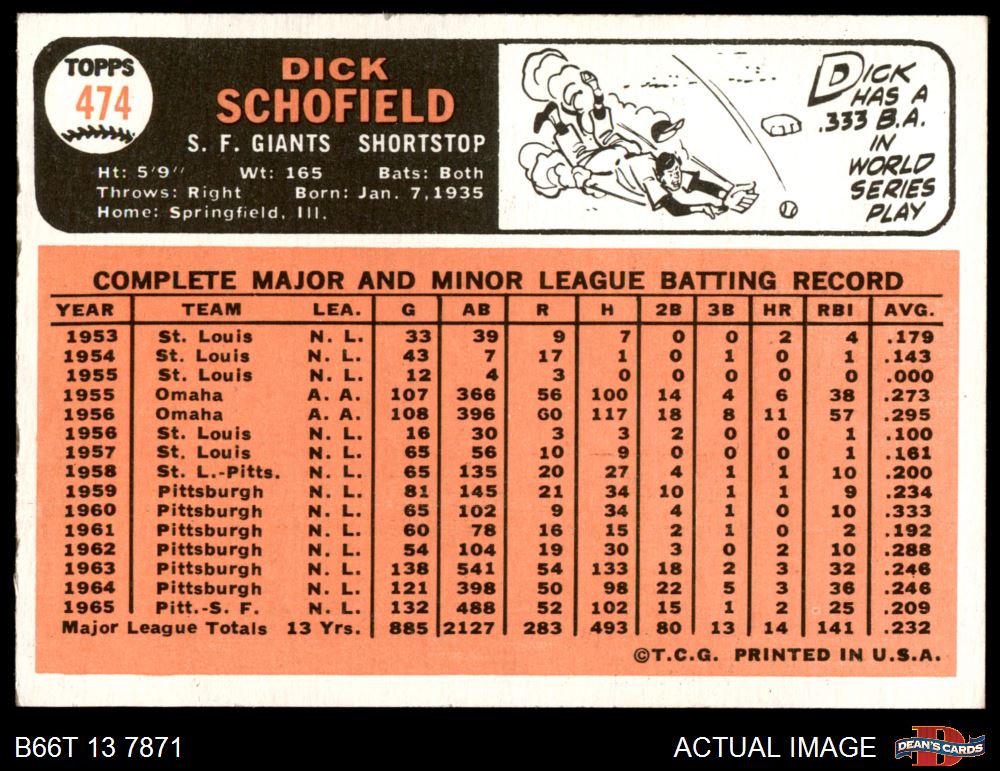 TOPPS
474
DICK
SCHOFIELD
S. F. GIANTS SHORTSTOP
Ht: 5'9" Wt: 165 Bats: Both
Throws: Right Born: Jan. 7, 1935
Home: Springfield, Ill.
DICK
HAS A
.333 B.A.
IN
WORLD
SERIES
PLAY
COMPLETE MAJOR AND MINOR LEAGUE BATTING RECORD
YEAR TEAM LEA. G AB R H 2B 3B HR RBI AVG.
1953 St. Louis N. L. 33 39 9 7 0 0 2 4 .179
1954 St. Louis N. L. 43 7 17 1 0 1 0 1 .143
1955 St. Louis N. L. 12 4 3 0 0 0 0 0 .000
1955 Omaha A. A. 107 366 56 100 14 4 6 38 .273
1956 Omaha A. A. 108 396 GO 117 18 8 11 57 .295
1956 St. Louis N. L. 16 30 3 3 2 0 0 1 .100
1957 St. Louis N. L. 65 56 10 9 0 0 0 1 .161
1958 St. L.-Pitts. N. L. 65 135 20 27 4 1 1 10 .200
1959 Pittsburgh N. L. 81 145 21 34 10 1 1 9 .234
1960 Pittsburgh N. L. 65 102 9 34 4 1 0 10 .333
1961 Pittsburgh N. L. 60 78 16 15 2 1 0 2 .192
1962 Pittsburgh N. L. 54 104 19 30 3 0 2 10 .288
1963 Pittsburgh N. L. 138 541 54 133 18 2 3 32 .246
1964 Pittsburgh N. L. 121 398 50 98 22 5 3 36 .246
1965 Pitt.-S. F. N. L. 132 488 52 102 15 1 2 25 .209
Major League Totals 13 Yrs. 885 2127 283 493 80 13 14 141 .232
©T.C.G. PRINTED IN U.S.A.
B66T 13 7871
ACTUAL IMAGE
D
DEAN'S CARDS